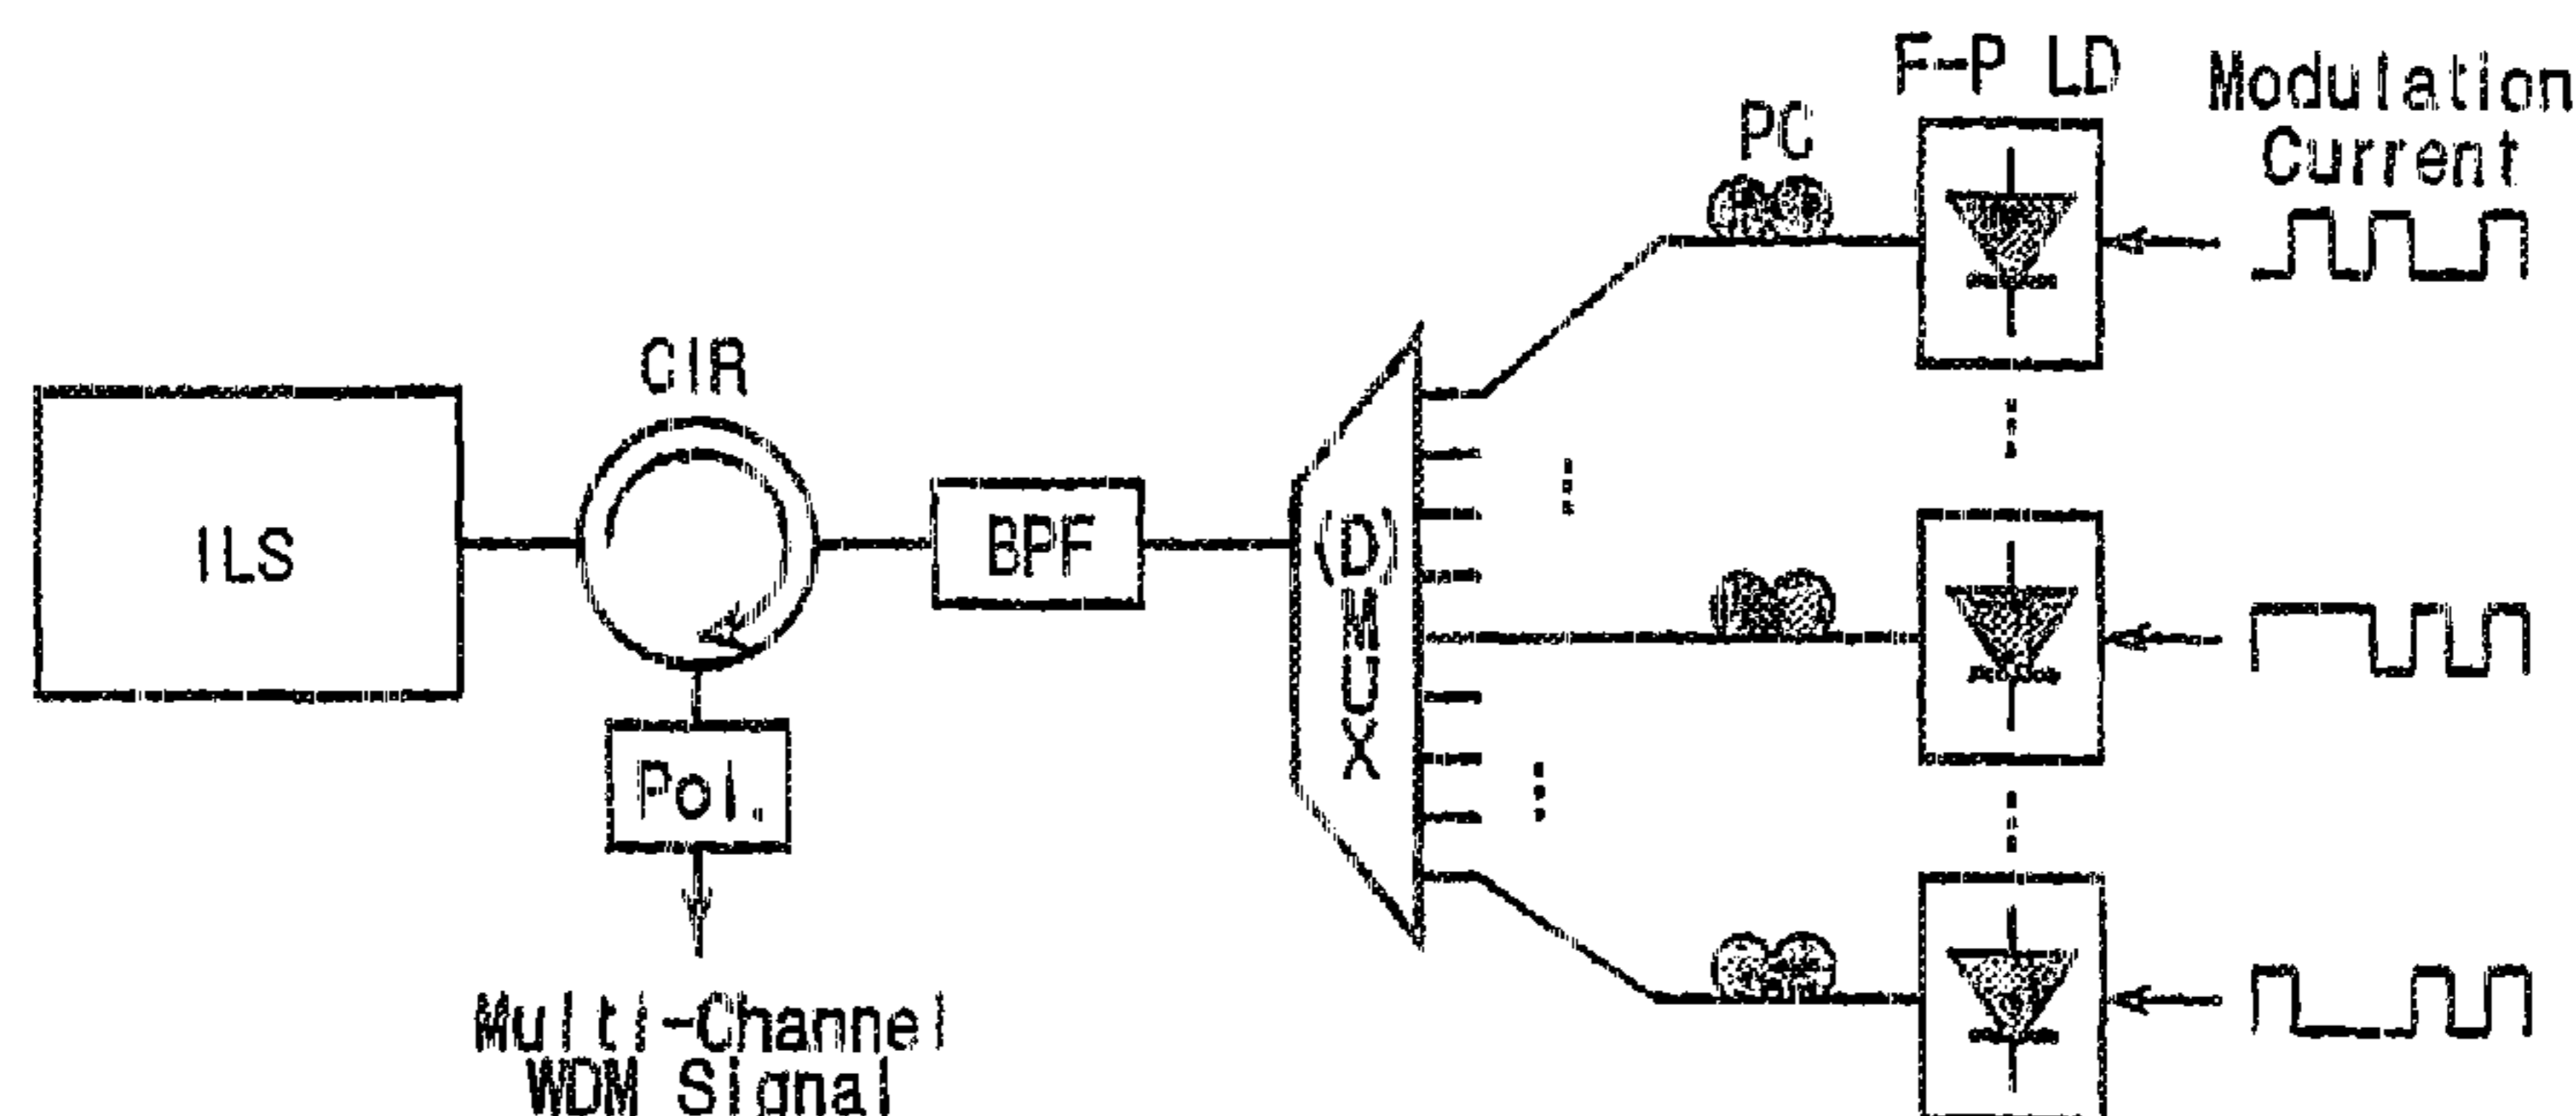 F-P LD
Modulation
Current
PC
CIR
ILS
BPF
(D)MUX
Pol.
Multi-Channel
WDM Signal